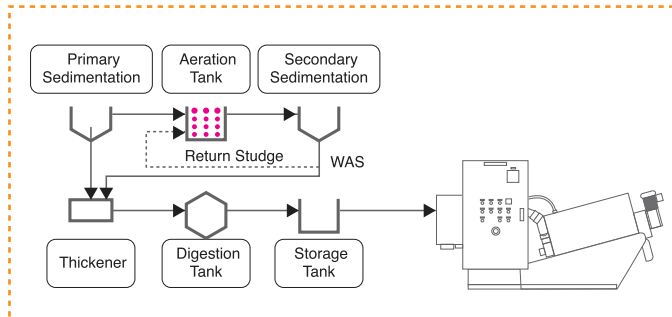 Primary
Sedimentation
Aeration
Tank
Secondary
Sedimentation
Return Studge
WAS
Thickener
Digestion
Tank
Storage
Tank